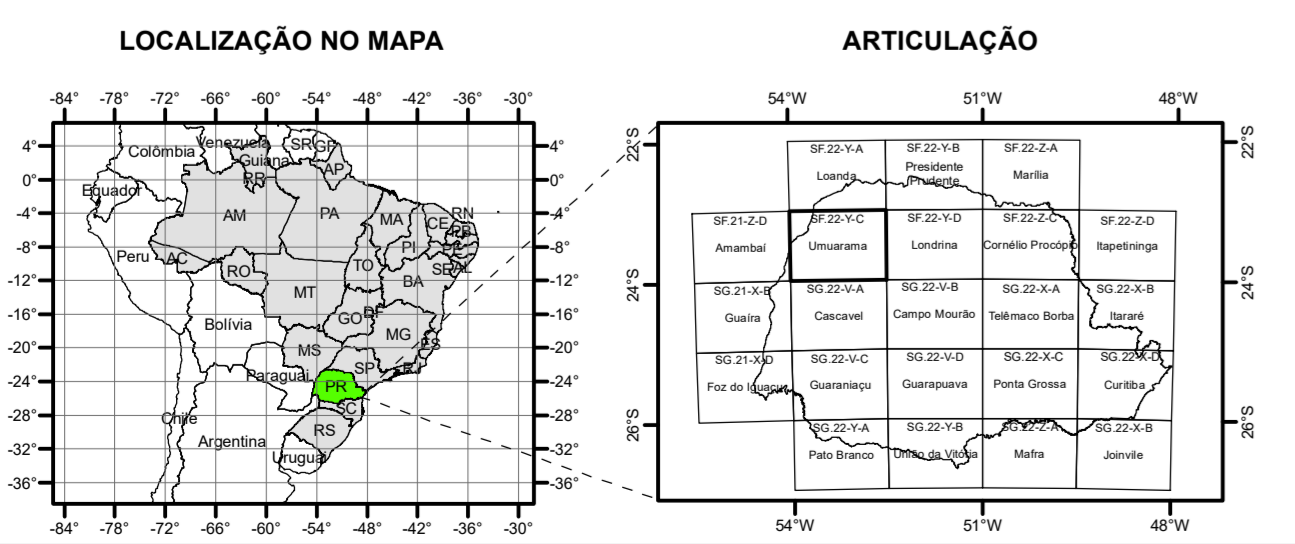 LOCALIZAÇÃO NO MAPA
-84° -78° -72° -66° -60° -54° -48° -42° -36° -30°
4°
0°
-4°
-8°
-12°
-16°
-20°
-24°
-28°
-32°
-36°
Colômbia
Venezuela
Guiana
SR
GF
Equador
RR
AP
AM
PA
MA
CE
RN
PB
PE
Peru
AC
PI
SE
AL
RO
TO
BA
MT
Bolívia
GO
DF
MG
ES
MS
SP
RJ
Paraguai
PR
SC
Chile
Argentina
RS
Uruguai
4°
0°
-4°
-8°
-12°
-16°
-20°
-24°
-28°
-32°
-36°
-84° -78° -72° -66° -60° -54° -48° -42° -36° -30°
ARTICULAÇÃO
54°W 51°W 48°W
22°S
24°S
26°S
22°S
24°S
26°S
SF.22-Y-A SF.22-Y-B SF.22-Z-A
Loanda Presidente Prudente Marília
SF.21-Z-D SF.22-Y-C SF.22-Y-D SF.22-Z-C SF.22-Z-D
Amambaí Umuarama Londrina Cornélio Procópio Itapetininga
SG.21-X-B SG.22-V-A SG.22-V-B SG.22-X-A SG.22-X-B
Guaíra Cascavel Campo Mourão Telêmaco Borba Itararé
SG.21-X-D SG.22-V-C SG.22-V-D SG.22-X-C SG.22-X-D
Foz do Iguaçu Guaraniaçu Guarapuava Ponta Grossa Curitiba
SG.22-Y-A SG.22-Y-B SG.22-Z-A SG.22-X-B
Pato Branco União da Vitória Mafra Joinvile
54°W 51°W 48°W